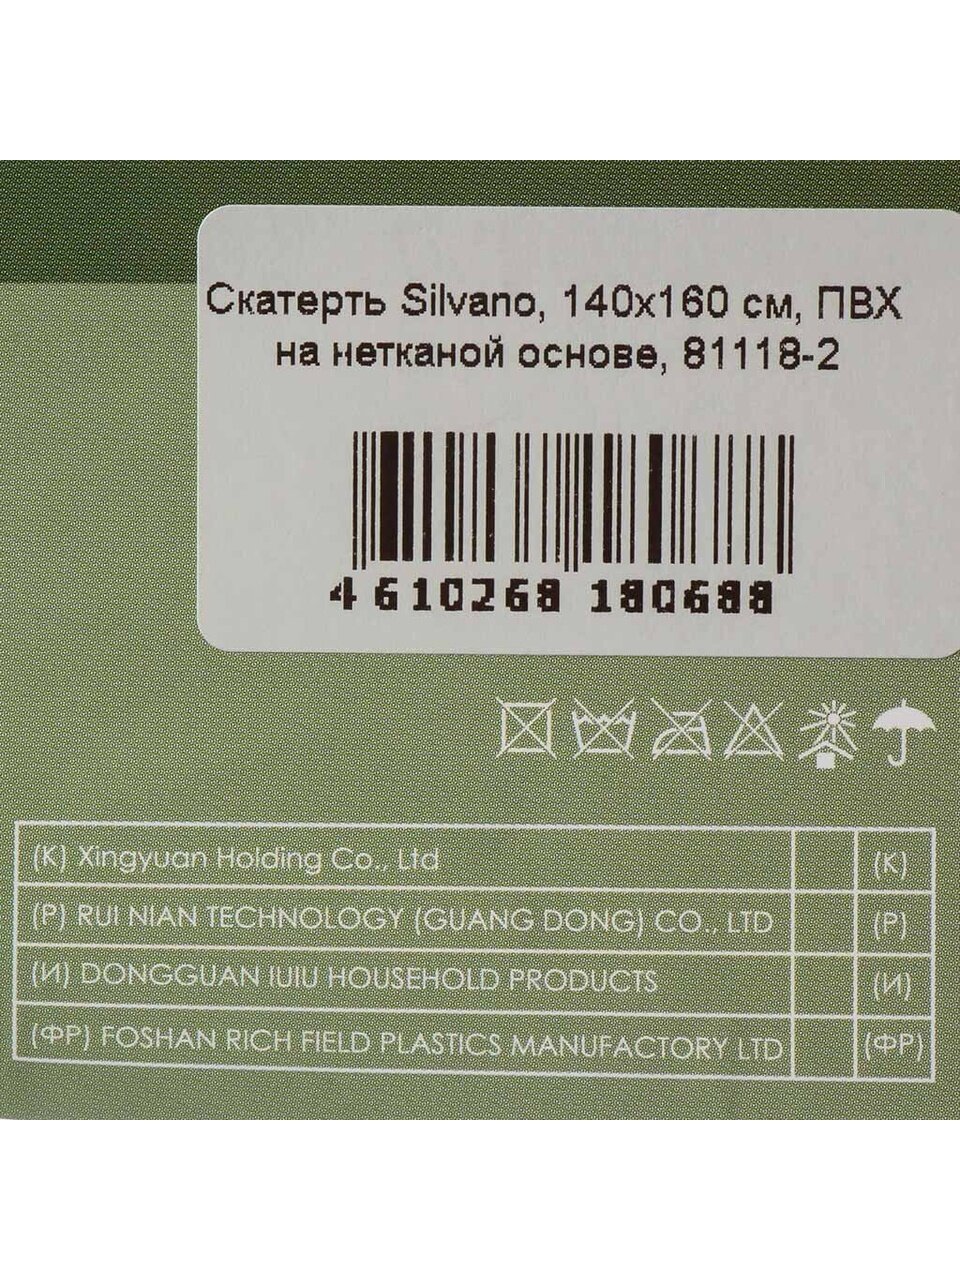 Скатерть Silvano, 140x160 см, ПВХ
на нетканой основе, 81118-2
4 610268 180688
(К) Xingyuan Holding Co., Ltd (К)
(Р) RUI NIAN TECHNOLOGY (GUANG DONG) CO., LTD (Р)
(И) DONGGUAN IUIU HOUSEHOLD PRODUCTS (И)
(ФР) FOSHAN RICH FIELD PLASTICS MANUFACTORY LTD (ФР)